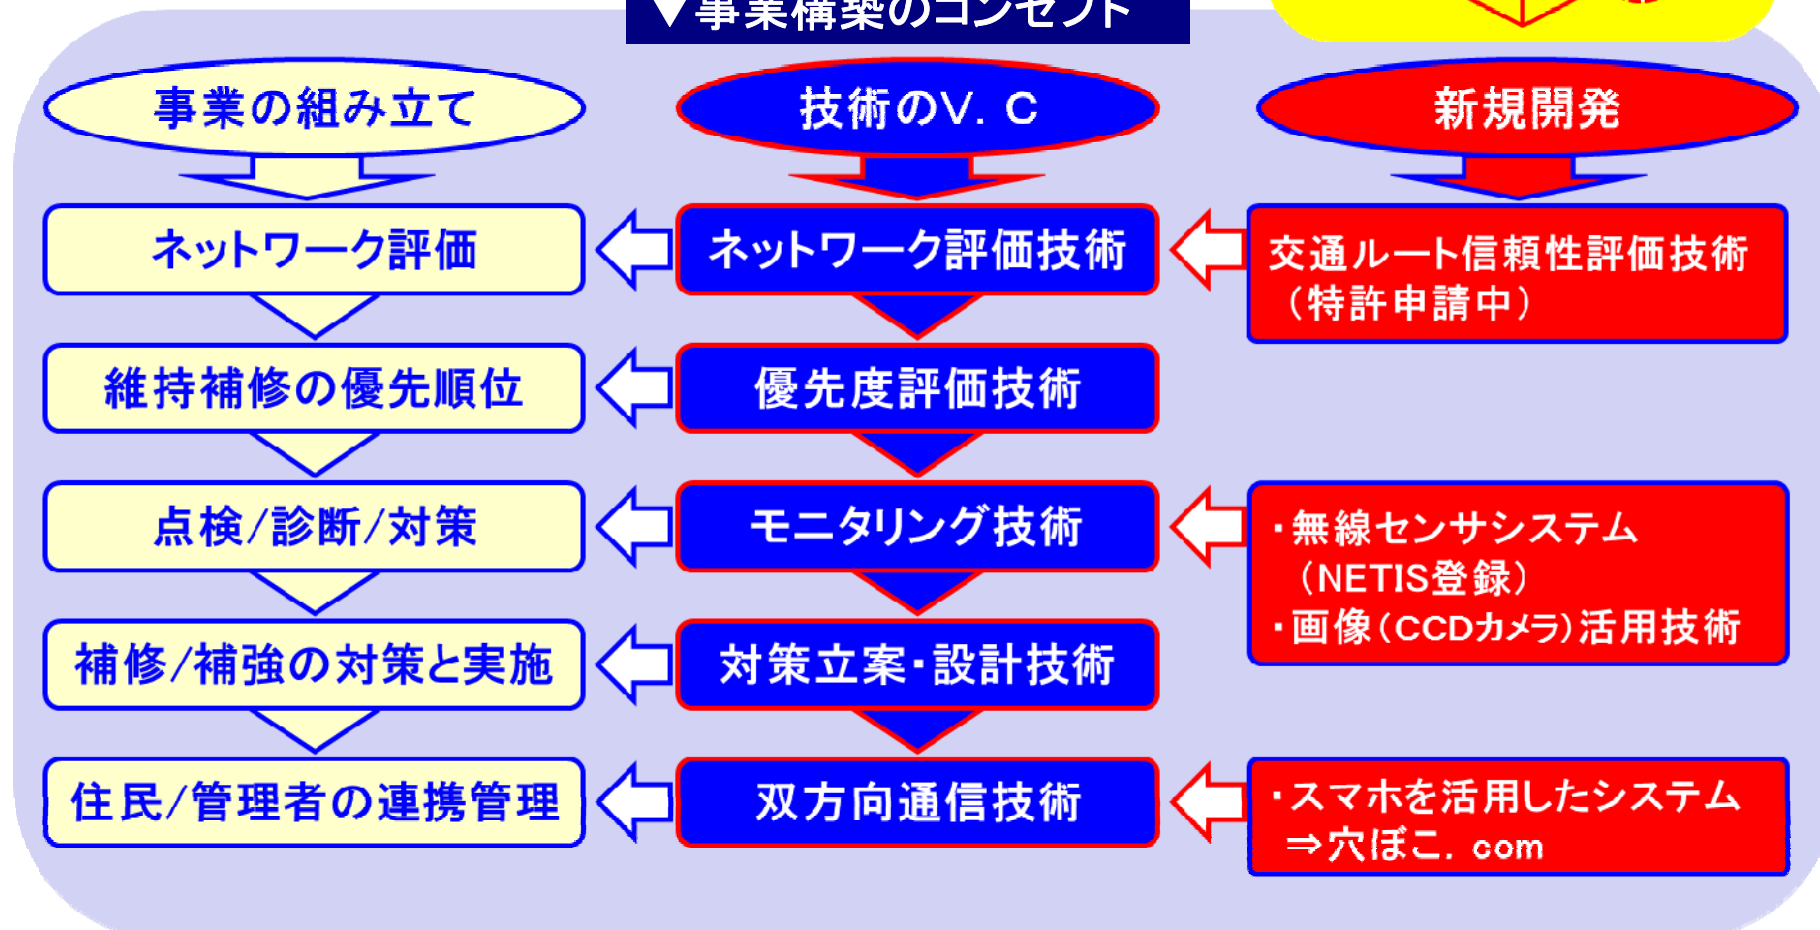 ▼事業構築のコンセプト
事業の組み立て
技術のV．C
新規開発
ネットワーク評価
ネットワーク評価技術
交通ルート信頼性評価技術
（特許申請中）
維持補修の優先順位
優先度評価技術
点検/診断/対策
モニタリング技術
・無線センサシステム
（NETIS登録）
・画像（CCDカメラ）活用技術
補修/補強の対策と実施
対策立案・設計技術
住民/管理者の連携管理
双方向通信技術
・スマホを活用したシステム
⇒穴ぼこ．com